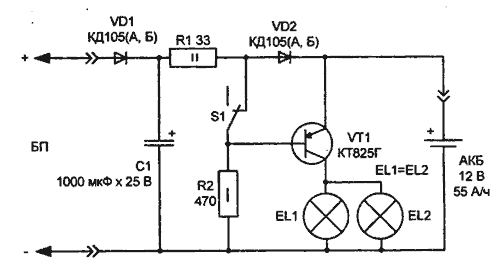 VD1
КД105(А, Б)
R1 33
VD2
КД105(А, Б)
+
S1
+
VT1
КТ825Г
+
БП
C1
1000 мкФ x 25 В
R2
470
EL1=EL2
АКБ
12 В
55 А/ч
EL1
EL2
-